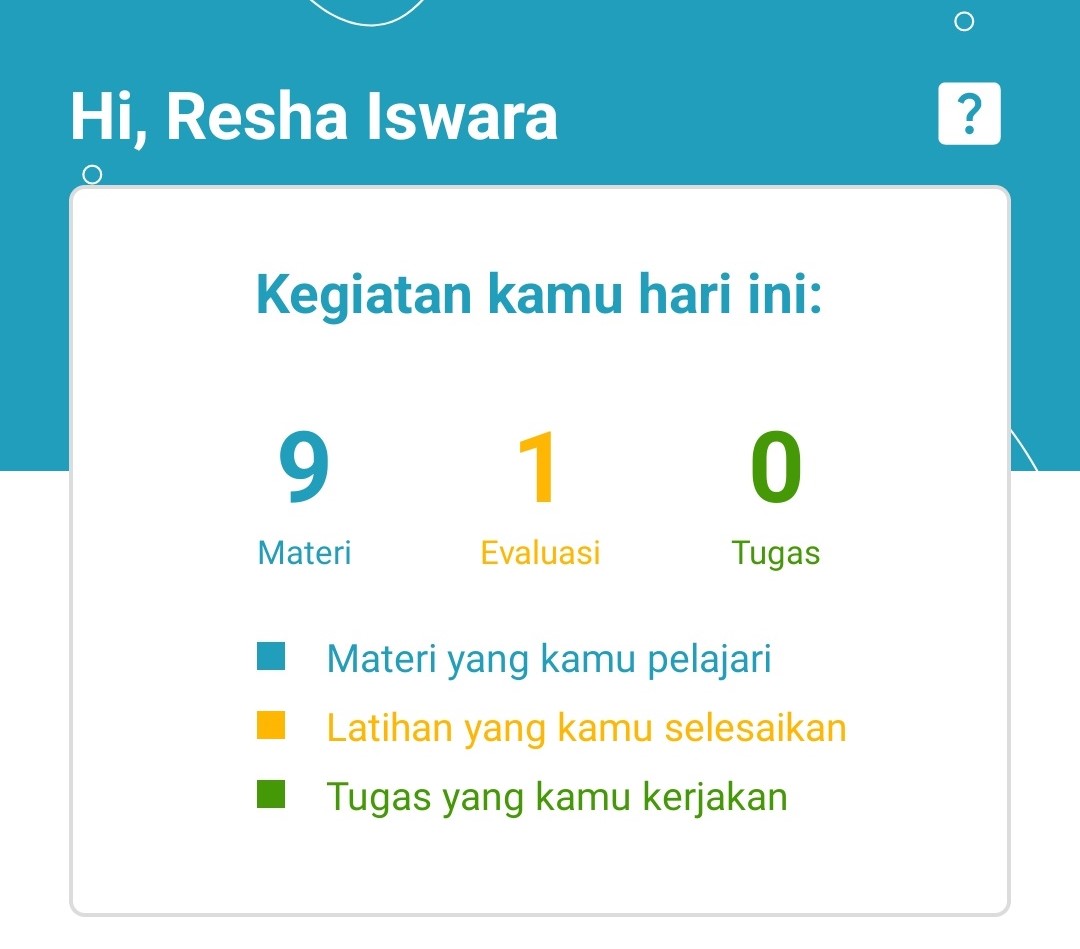 Hi, Resha Iswara
?
Kegiatan kamu hari ini:
9 1 0
Materi Evaluasi Tugas
Materi yang kamu pelajari
Latihan yang kamu selesaikan
Tugas yang kamu kerjakan